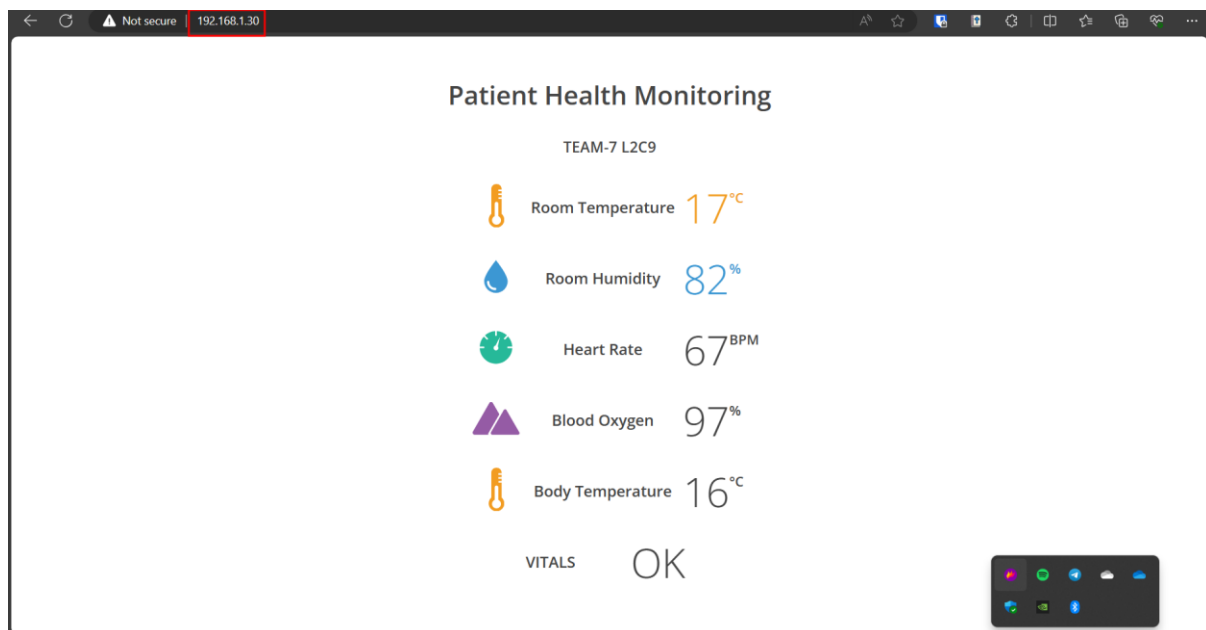 Not secure 192.168.1.30
Patient Health Monitoring
TEAM-7 L2C9
Room Temperature 17°C
Room Humidity 82%
Heart Rate 67BPM
Blood Oxygen 97%
Body Temperature 16°C
VITALS OK